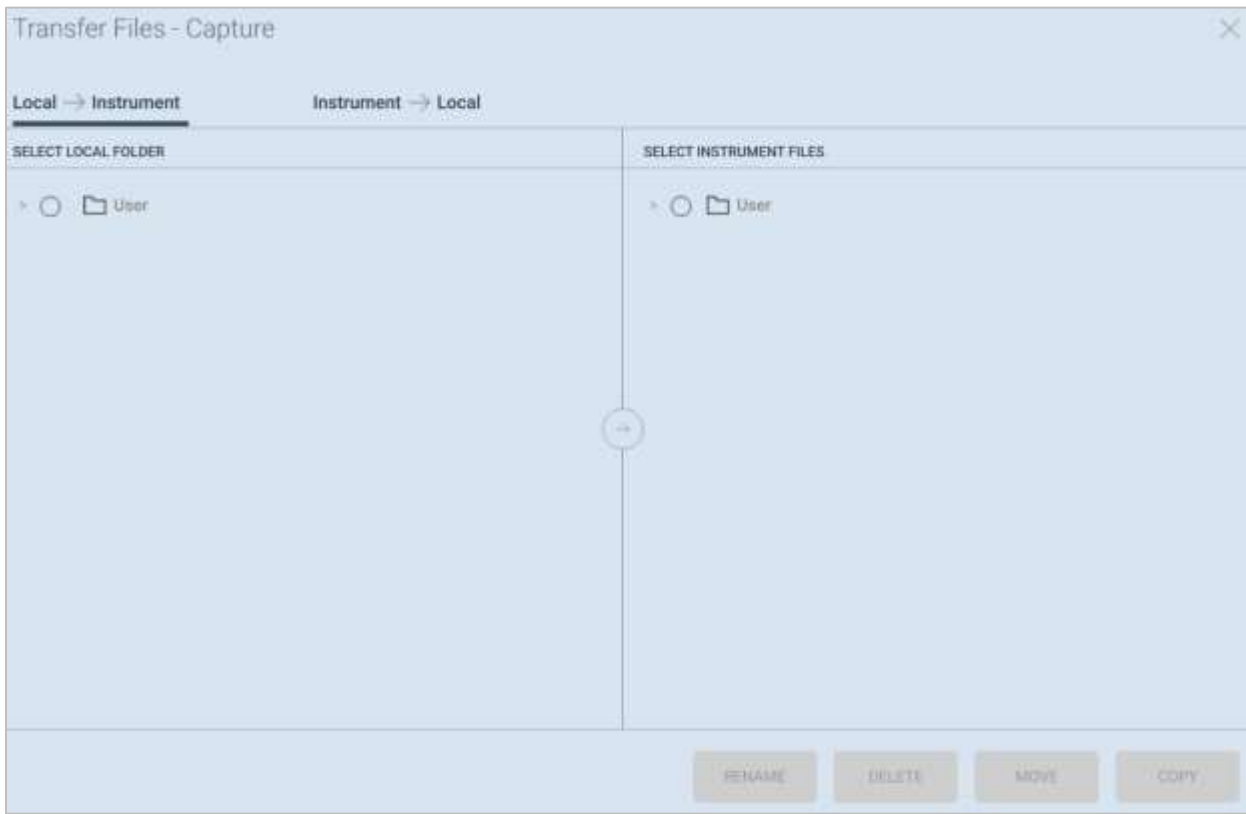 Transfer Files - Capture
Local → Instrument
Instrument → Local
SELECT LOCAL FOLDER
SELECT INSTRUMENT FILES
User
User
RENAME
DELETE
MOVE
COPY